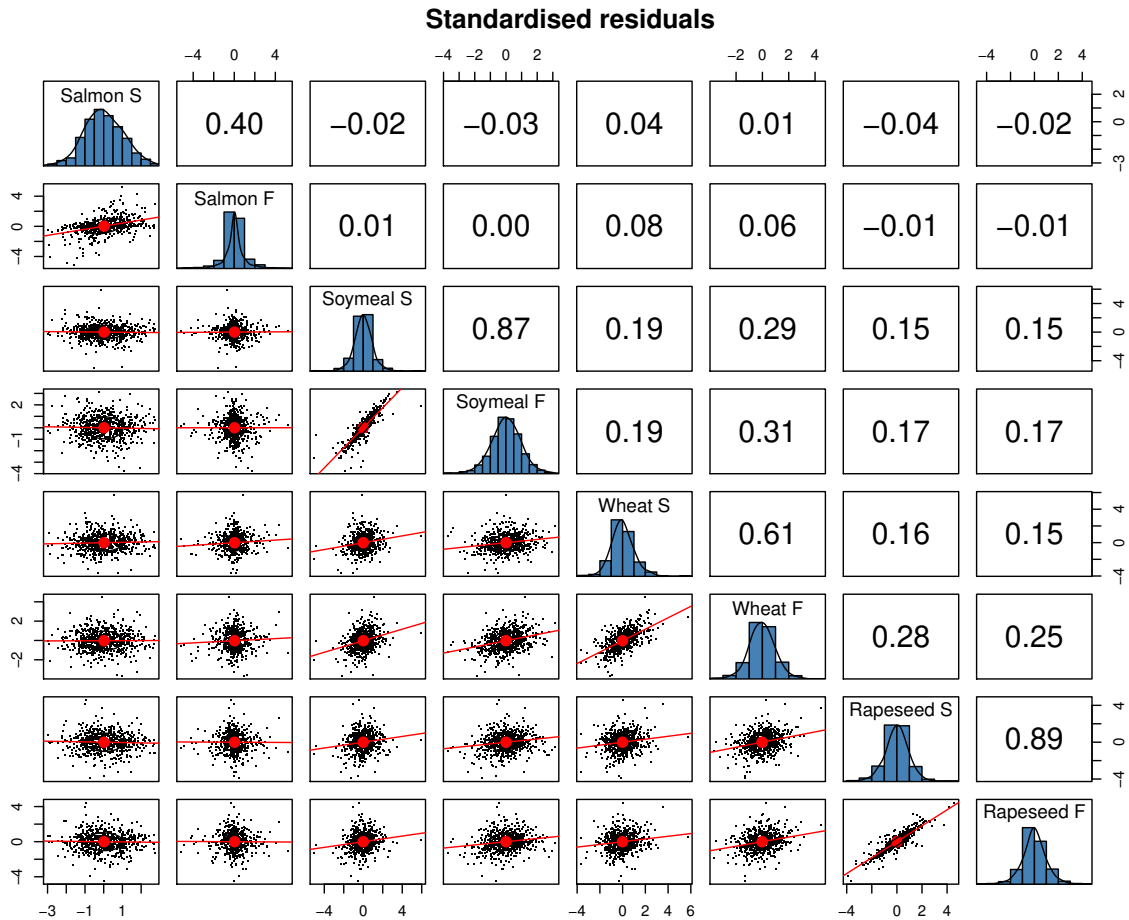 Standardised residuals
−4 0 4 −4 0 2 −2 0 2 4 −4 0 2 4
Salmon S 0.40 −0.02 −0.03 0.04 0.01 −0.04 −0.02 −3 0 2
4 0 −4 Salmon F 0.01 0.00 0.08 0.06 −0.01 −0.01
Soymeal S 0.87 0.19 0.29 0.15 0.15 −4 0 4
2 −1 −4 Soymeal F 0.19 0.31 0.17 0.17
Wheat S 0.61 0.16 0.15 −4 0 4
2 −2 Wheat F 0.28 0.25
Rapeseed S 0.89 −4 0 4
4 0 −4 Rapeseed F
−3 −1 1 −4 0 4 −4 0 2 4 6 −4 0 2 4